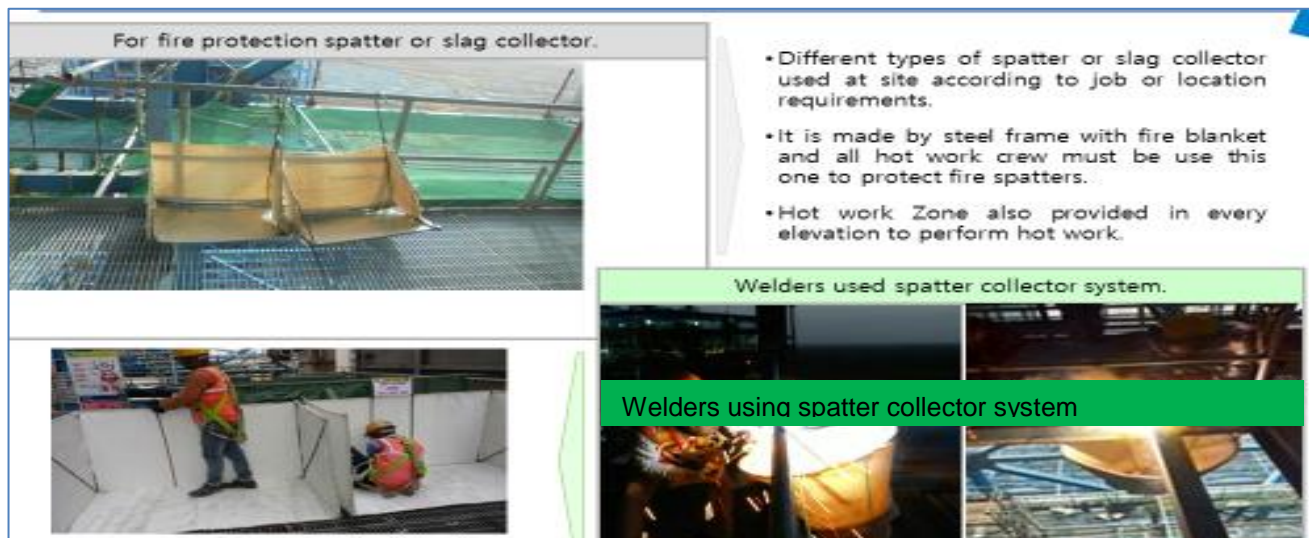 For fire protection spatter or slag collector.
•Different types of spatter or slag collector
used at site according to job or location
requirements.
•It is made by steel frame with fire blanket
and all hot work crew must be use this
one to protect fire spatters.
•Hot work Zone also provided in every
elevation to perform hot work.
Welders used spatter collector system.
Welders using spatter collector system